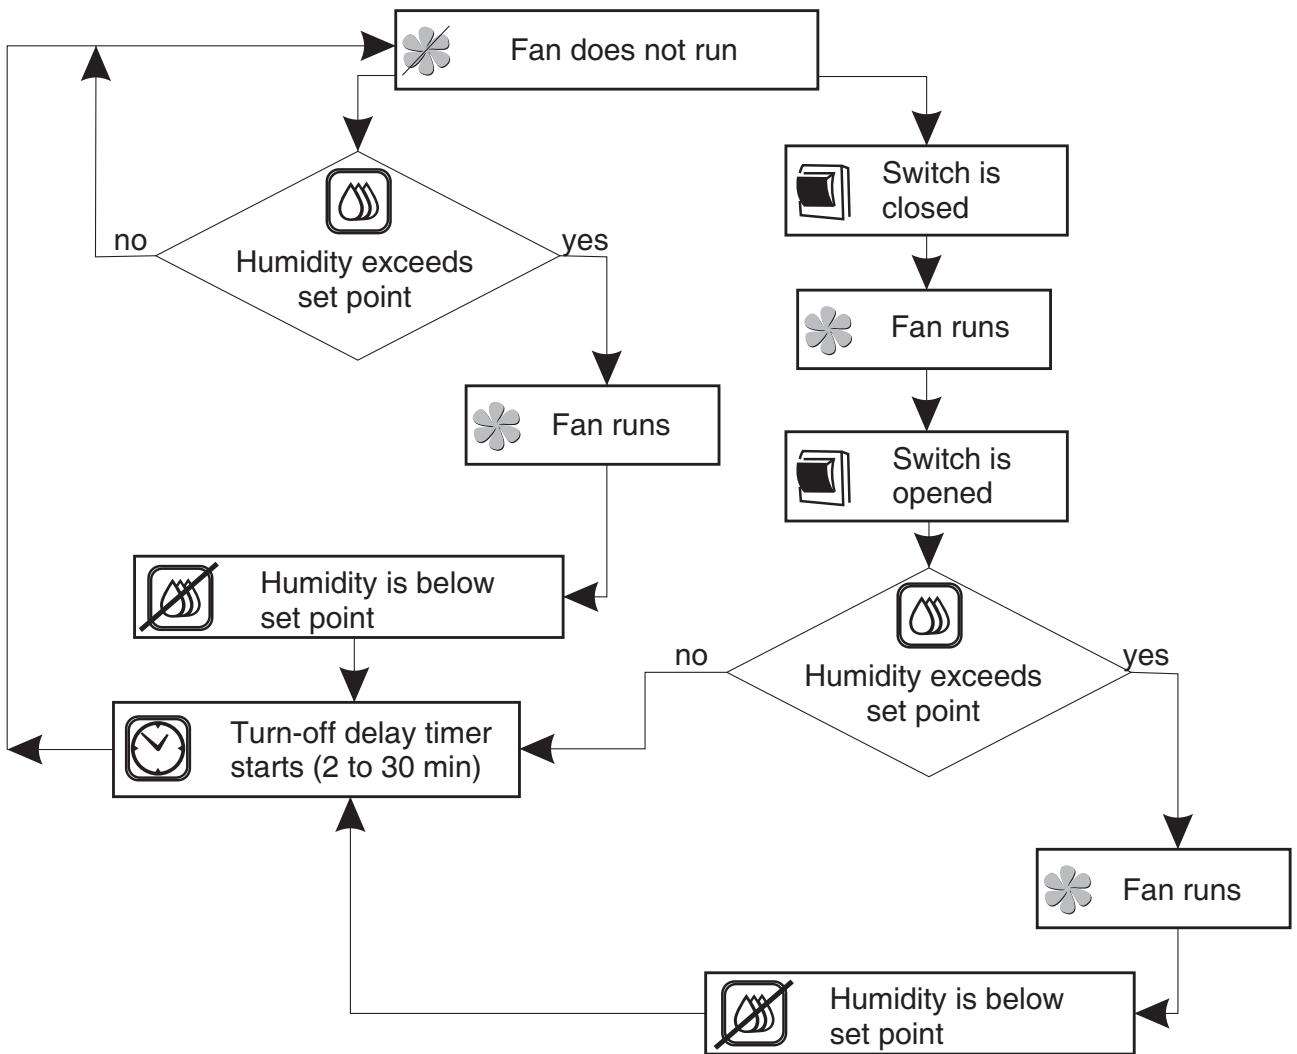 Fan does not run
Switch is
closed
no
yes
Humidity exceeds
set point
Fan runs
Fan runs
Switch is
opened
Humidity is below
set point
no
yes
Humidity exceeds
set point
Turn-off delay timer
starts (2 to 30 min)
Fan runs
Humidity is below
set point